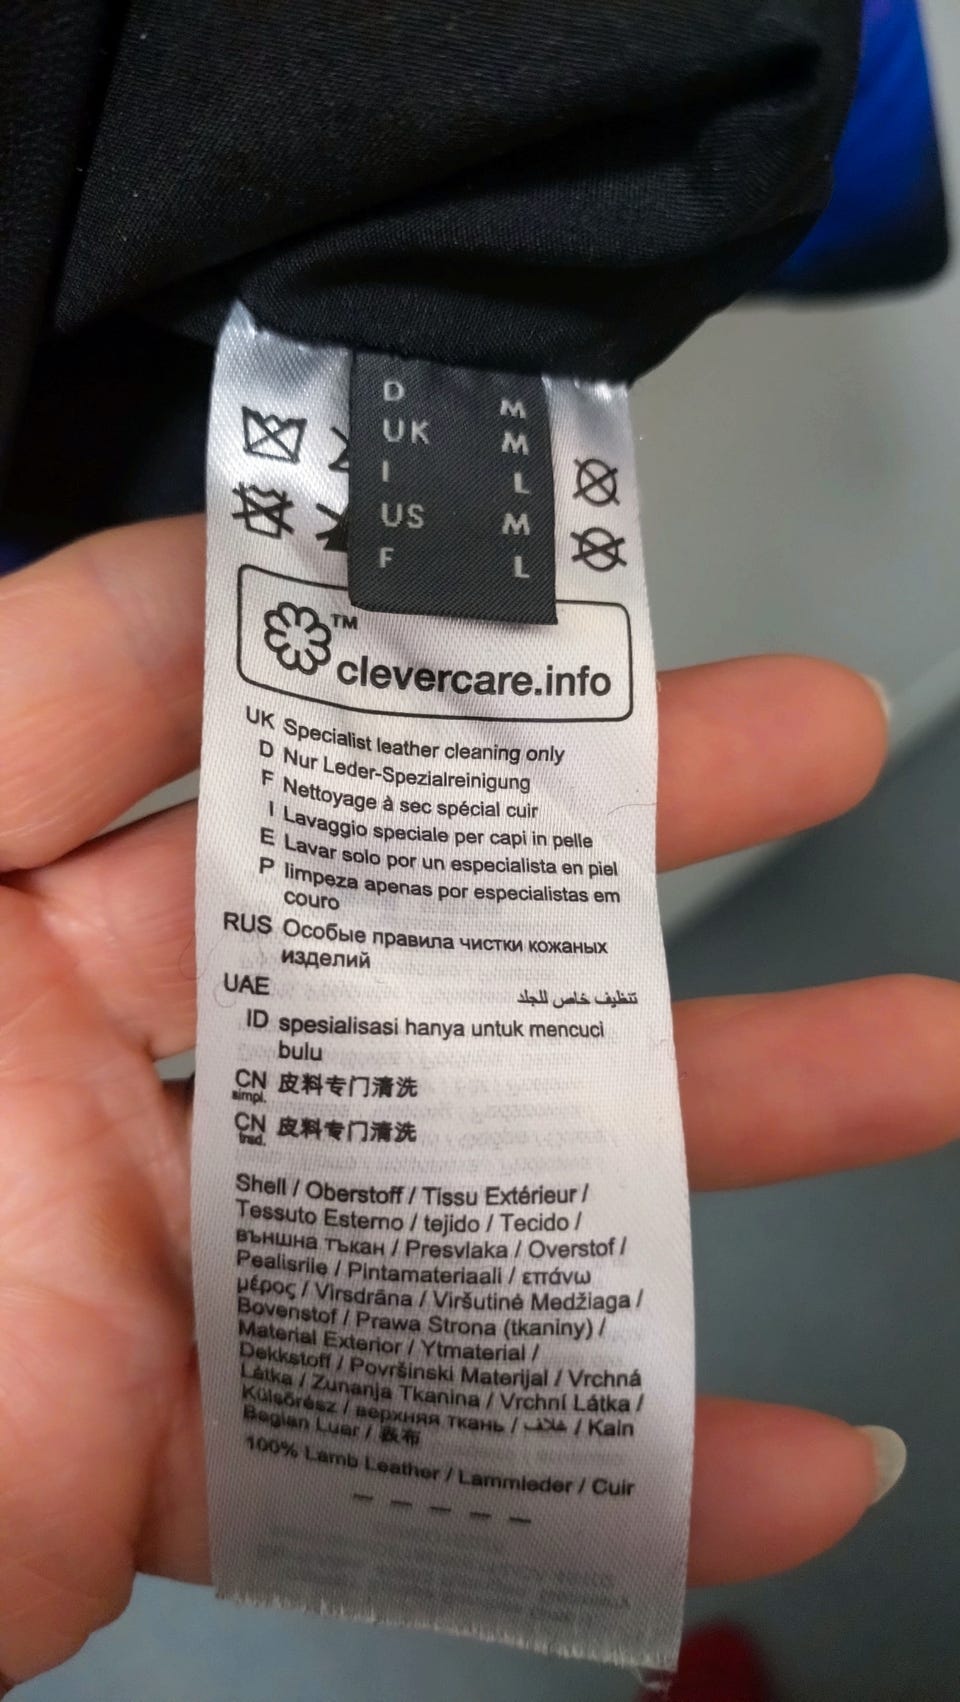 D M
UK M
I L
US M
F L
TM
clevercare.info
UK Specialist leather cleaning only
D Nur Leder-Spezialreinigung
F Nettoyage à sec spécial cuir
I Lavaggio speciale per capi in pelle
E Lavar solo por un especialista en piel
P limpeza apenas por especialistas em
couro
RUS Особые правила чистки кожаных
изделий
UAE تنظيف خاص للجلد
ID spesialisasi hanya untuk mencuci
bulu
CN simpl. 皮料专门清洗
CN trad. 皮料专门清洗
Shell / Oberstoff / Tissu Extérieur /
Tessuto Esterno / tejido / Tecido /
външна тъкан / Presvlaka / Overstof /
Pealisriie / Pintamateriaali / επάνω
μέρος / Virsdrāna / Viršutinė Medžiaga /
Bovenstof / Prawa Strona (tkaniny) /
Material Exterior / Ytmaterial /
Dekkstoff / Površinski Materijal / Vrchná
Látka / Zunanja Tkanina / Vrchní Látka /
Külsőrész / верхняя ткань / غلاف / Kain
Bagian Luar / 表布
100% Lamb Leather / Lammleder / Cuir
– – – – –